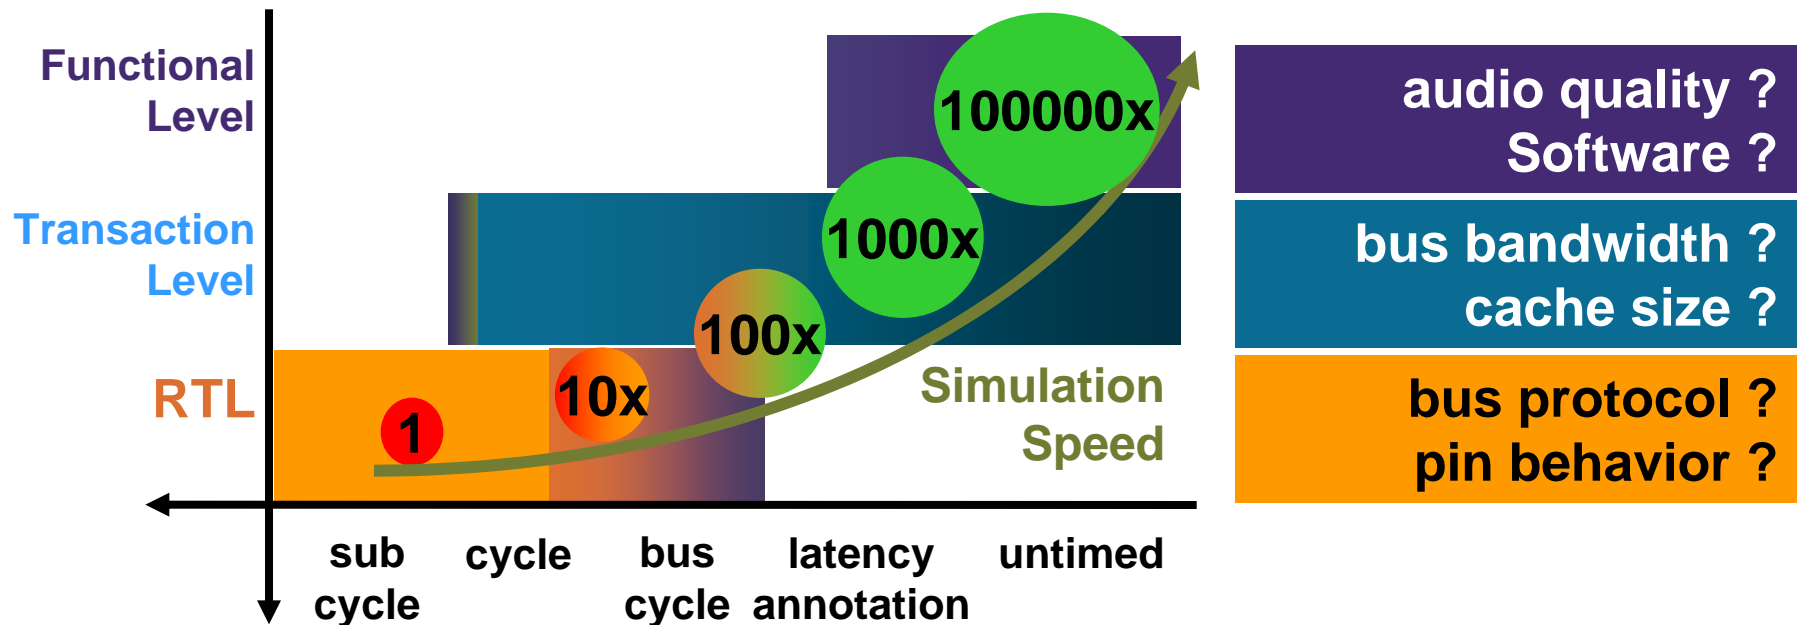 Functional
Level
100000x
audio quality ?
Software ?
Transaction
Level
1000x
100x
bus bandwidth ?
cache size ?
RTL
1
10x
Simulation
Speed
bus protocol ?
pin behavior ?
sub
cycle
cycle
bus
cycle
latency
annotation
untimed